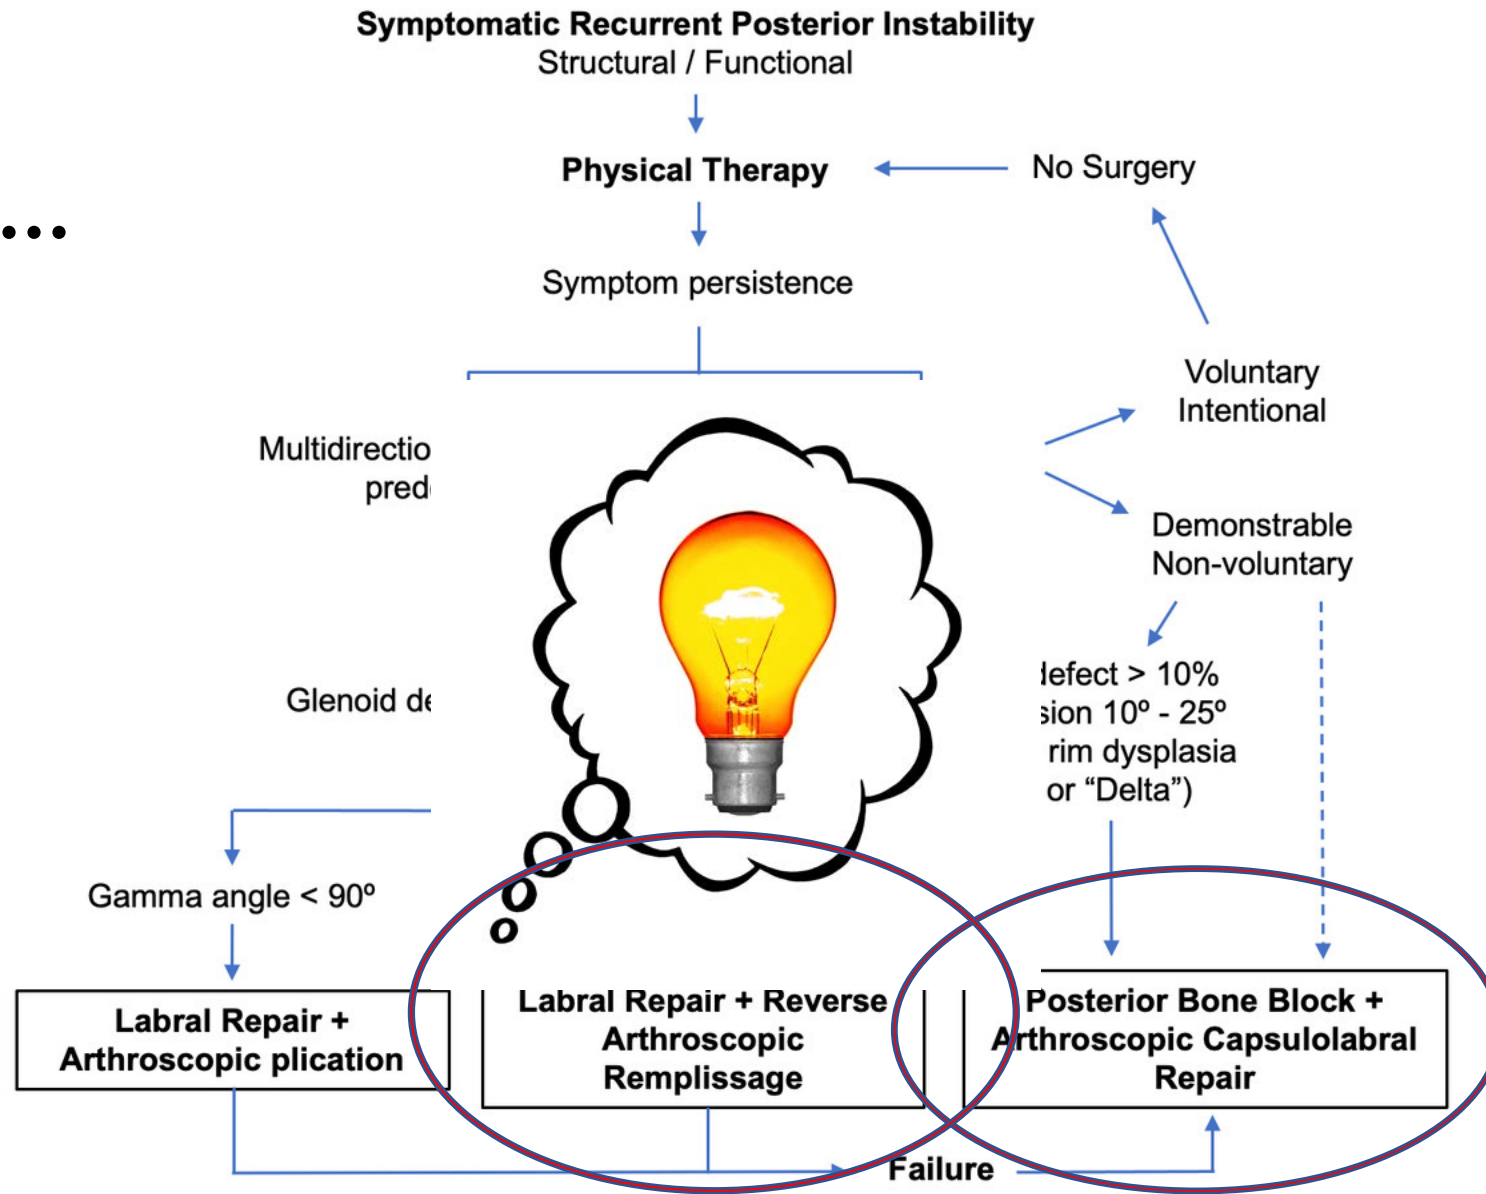 Symptomatic Recurrent Posterior Instability
Structural / Functional
Physical Therapy
No Surgery
...
Symptom persistence
Voluntary
Intentional
Multidirectio
pred
Demonstrable
Non-voluntary
Glenoid de
defect > 10%
sion 10º - 25º
rim dysplasia
or “Delta”)
Gamma angle < 90º
Labral Repair +
Arthroscopic plication
Labral Repair + Reverse
Arthroscopic
Remplissage
Posterior Bone Block +
Arthroscopic Capsulolabral
Repair
Failure